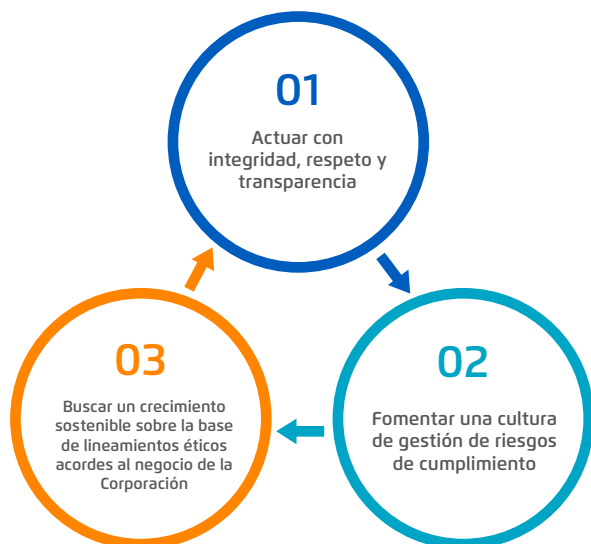 01
Actuar con
integridad, respeto y
transparencia
02
Fomentar una cultura
de gestión de riesgos
de cumplimiento
03
Buscar un crecimiento
sostenible sobre la base
de lineamientos éticos
acordes al negocio de la
Corporación